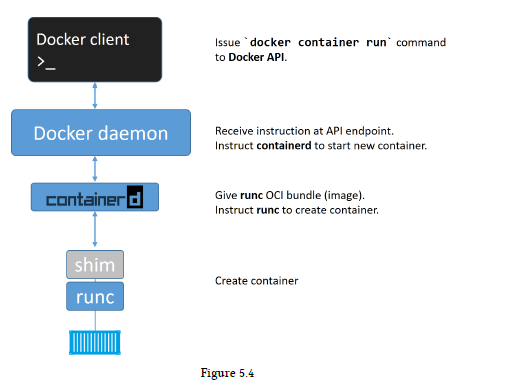 Docker client
>_
Issue `docker container run` command
to Docker API.
Docker daemon
Receive instruction at API endpoint.
Instruct containerd to start new container.
containerd
Give runc OCI bundle (image).
Instruct runc to create container.
shim
runc
Create container
Figure 5.4